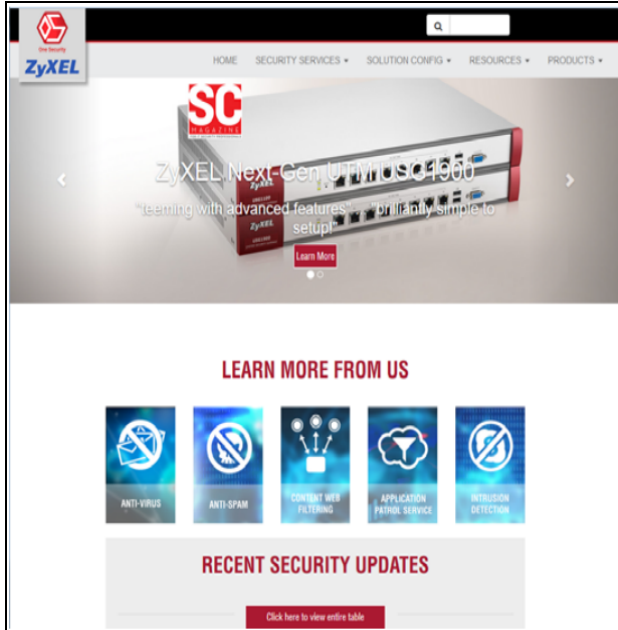 One Security
ZyXEL
HOME SECURITY SERVICES SOLUTION CONFIG RESOURCES PRODUCTS
SC
MAGAZINE
ZyXEL Next-Gen UTM USG1900
"teeming with advanced features" ... "brilliantly simple to
setup!"
ZyXEL
ZyXEL
Learn More
LEARN MORE FROM US
ANTI-VIRUS
ANTI-SPAM
CONTENT WEB
FILTERING
APPLICATION
PATROL SERVICE
INTRUSION
DETECTION
RECENT SECURITY UPDATES
Click here to view entire table